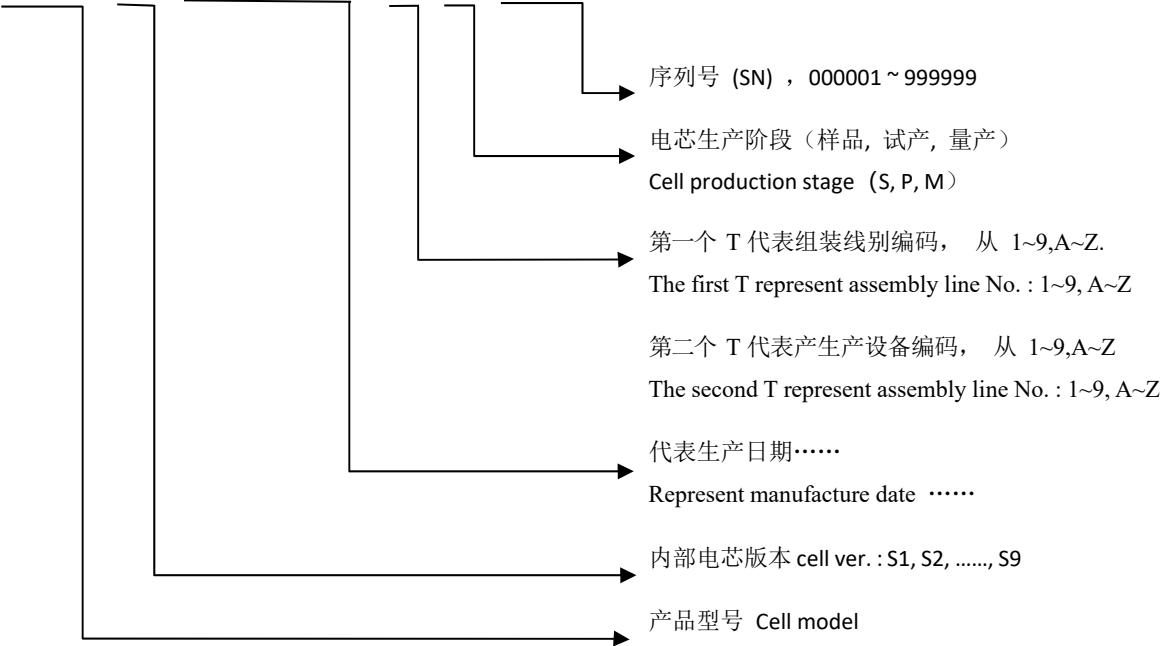 序列号 (SN) ，000001 ~ 999999
电芯生产阶段（样品, 试产, 量产）
Cell production stage（S, P, M）
第一个 T 代表组装线别编码， 从 1~9,A~Z.
The first T represent assembly line No. : 1~9, A~Z
第二个 T 代表产生产设备编码， 从 1~9,A~Z
The second T represent assembly line No. : 1~9, A~Z
代表生产日期……
Represent manufacture date ……
内部电芯版本 cell ver. : S1, S2, ……, S9
产品型号 Cell model